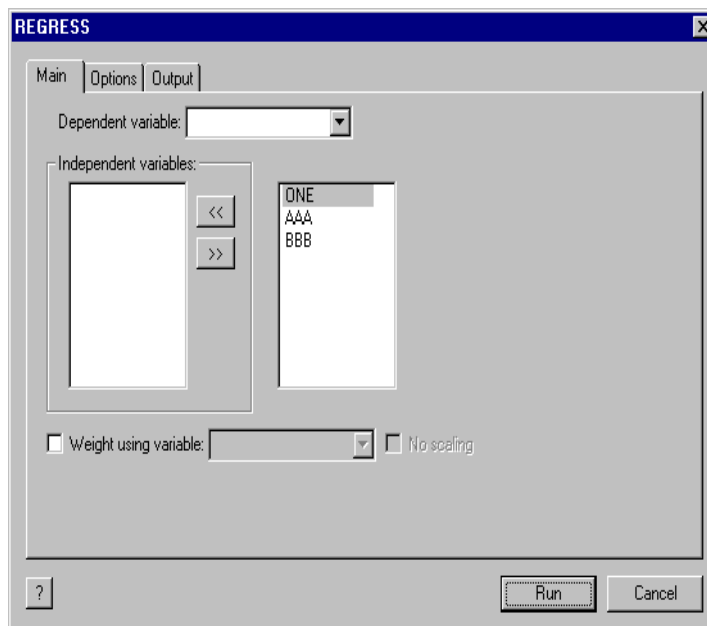 REGRESS
Main Options Output
Dependent variable:
Independent variables:
<<
>>
ONE
AAA
BBB
Weight using variable: No scaling
? Run Cancel